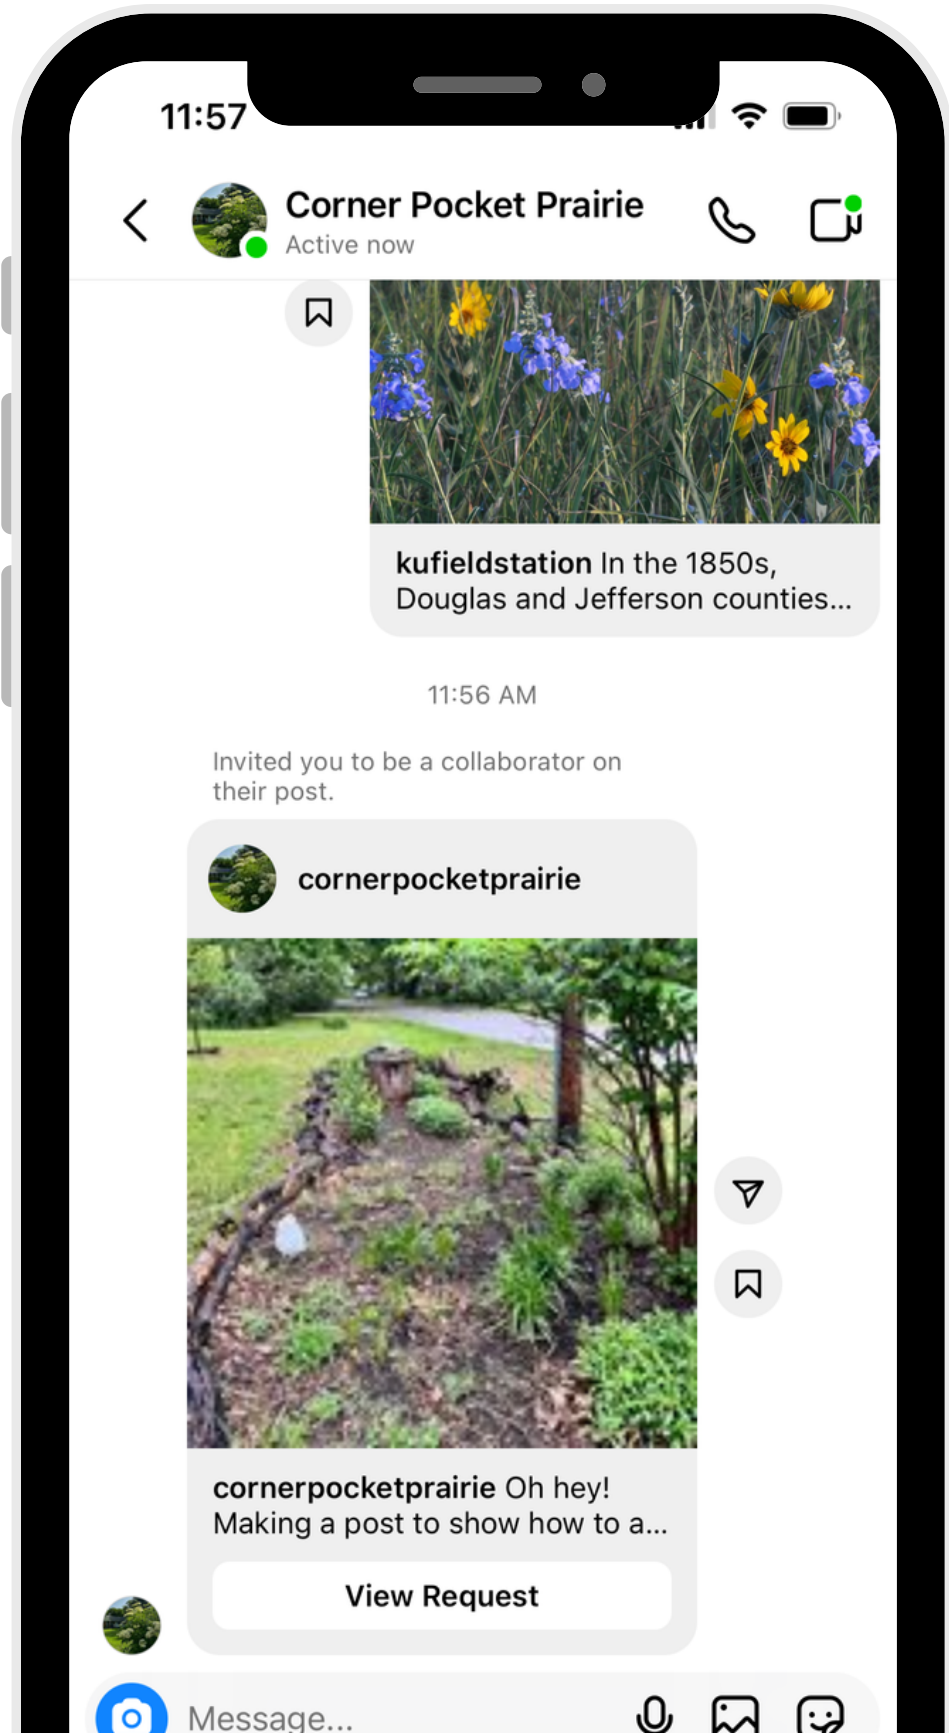 11:57
Corner Pocket Prairie
Active now
kufieldstation In the 1850s,
Douglas and Jefferson counties...
11:56 AM
Invited you to be a collaborator on
their post.
cornerpocketprairie
cornerpocketprairie Oh hey!
Making a post to show how to a...
View Request
Message...